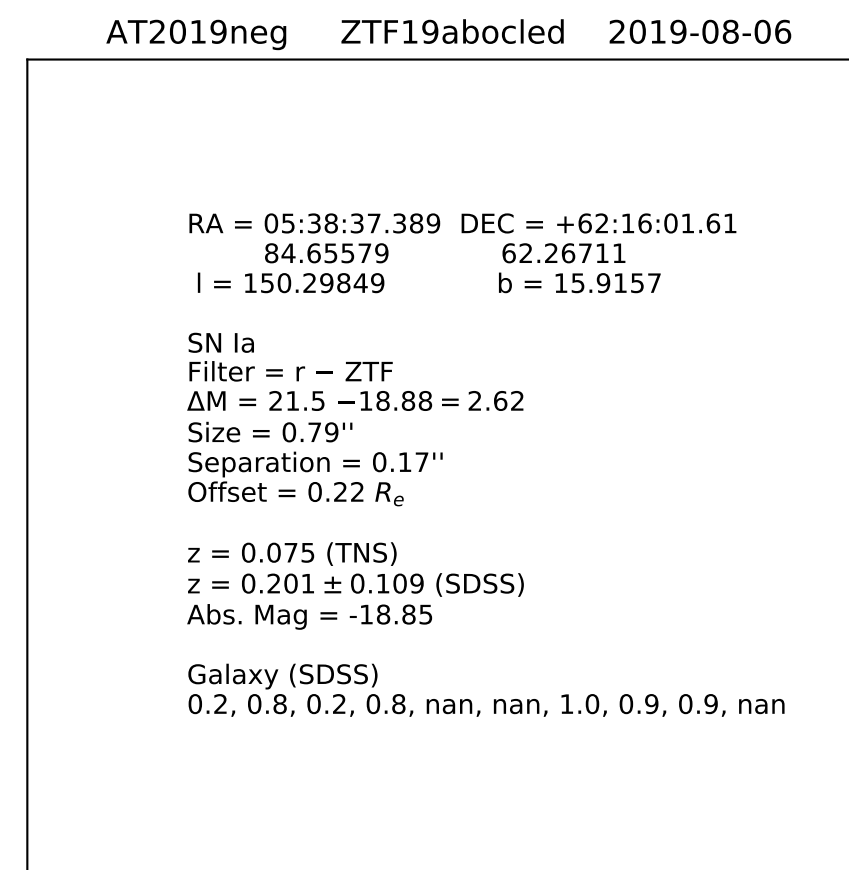 AT2019neg ZTF19abocled 2019-08-06
RA = 05:38:37.389 DEC = +62:16:01.61
84.65579 62.26711
l = 150.29849 b = 15.9157
SN Ia
Filter = r − ZTF
ΔM = 21.5 −18.88 = 2.62
Size = 0.79''
Separation = 0.17''
Offset = 0.22 Rₑ
z = 0.075 (TNS)
z = 0.201 ± 0.109 (SDSS)
Abs. Mag = -18.85
Galaxy (SDSS)
0.2, 0.8, 0.2, 0.8, nan, nan, 1.0, 0.9, 0.9, nan